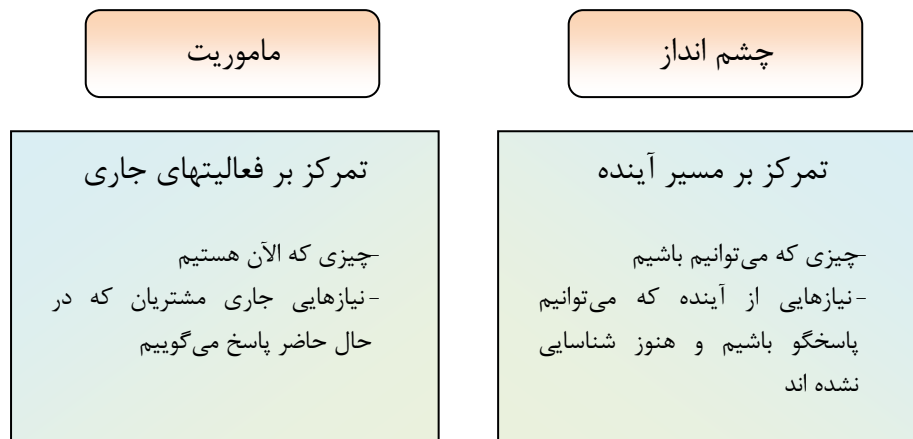 چشم انداز
ماموریت
تمرکز بر مسیر آینده
-چیزی که می‌توانیم باشیم
-نیازهایی از آینده که می‌توانیم
پاسخگو باشیم و هنوز شناسایی
نشده اند
تمرکز بر فعالیتهای جاری
-چیزی که الآن هستیم
-نیازهایی جاری مشتریان که در
حال حاضر پاسخ می‌گوییم